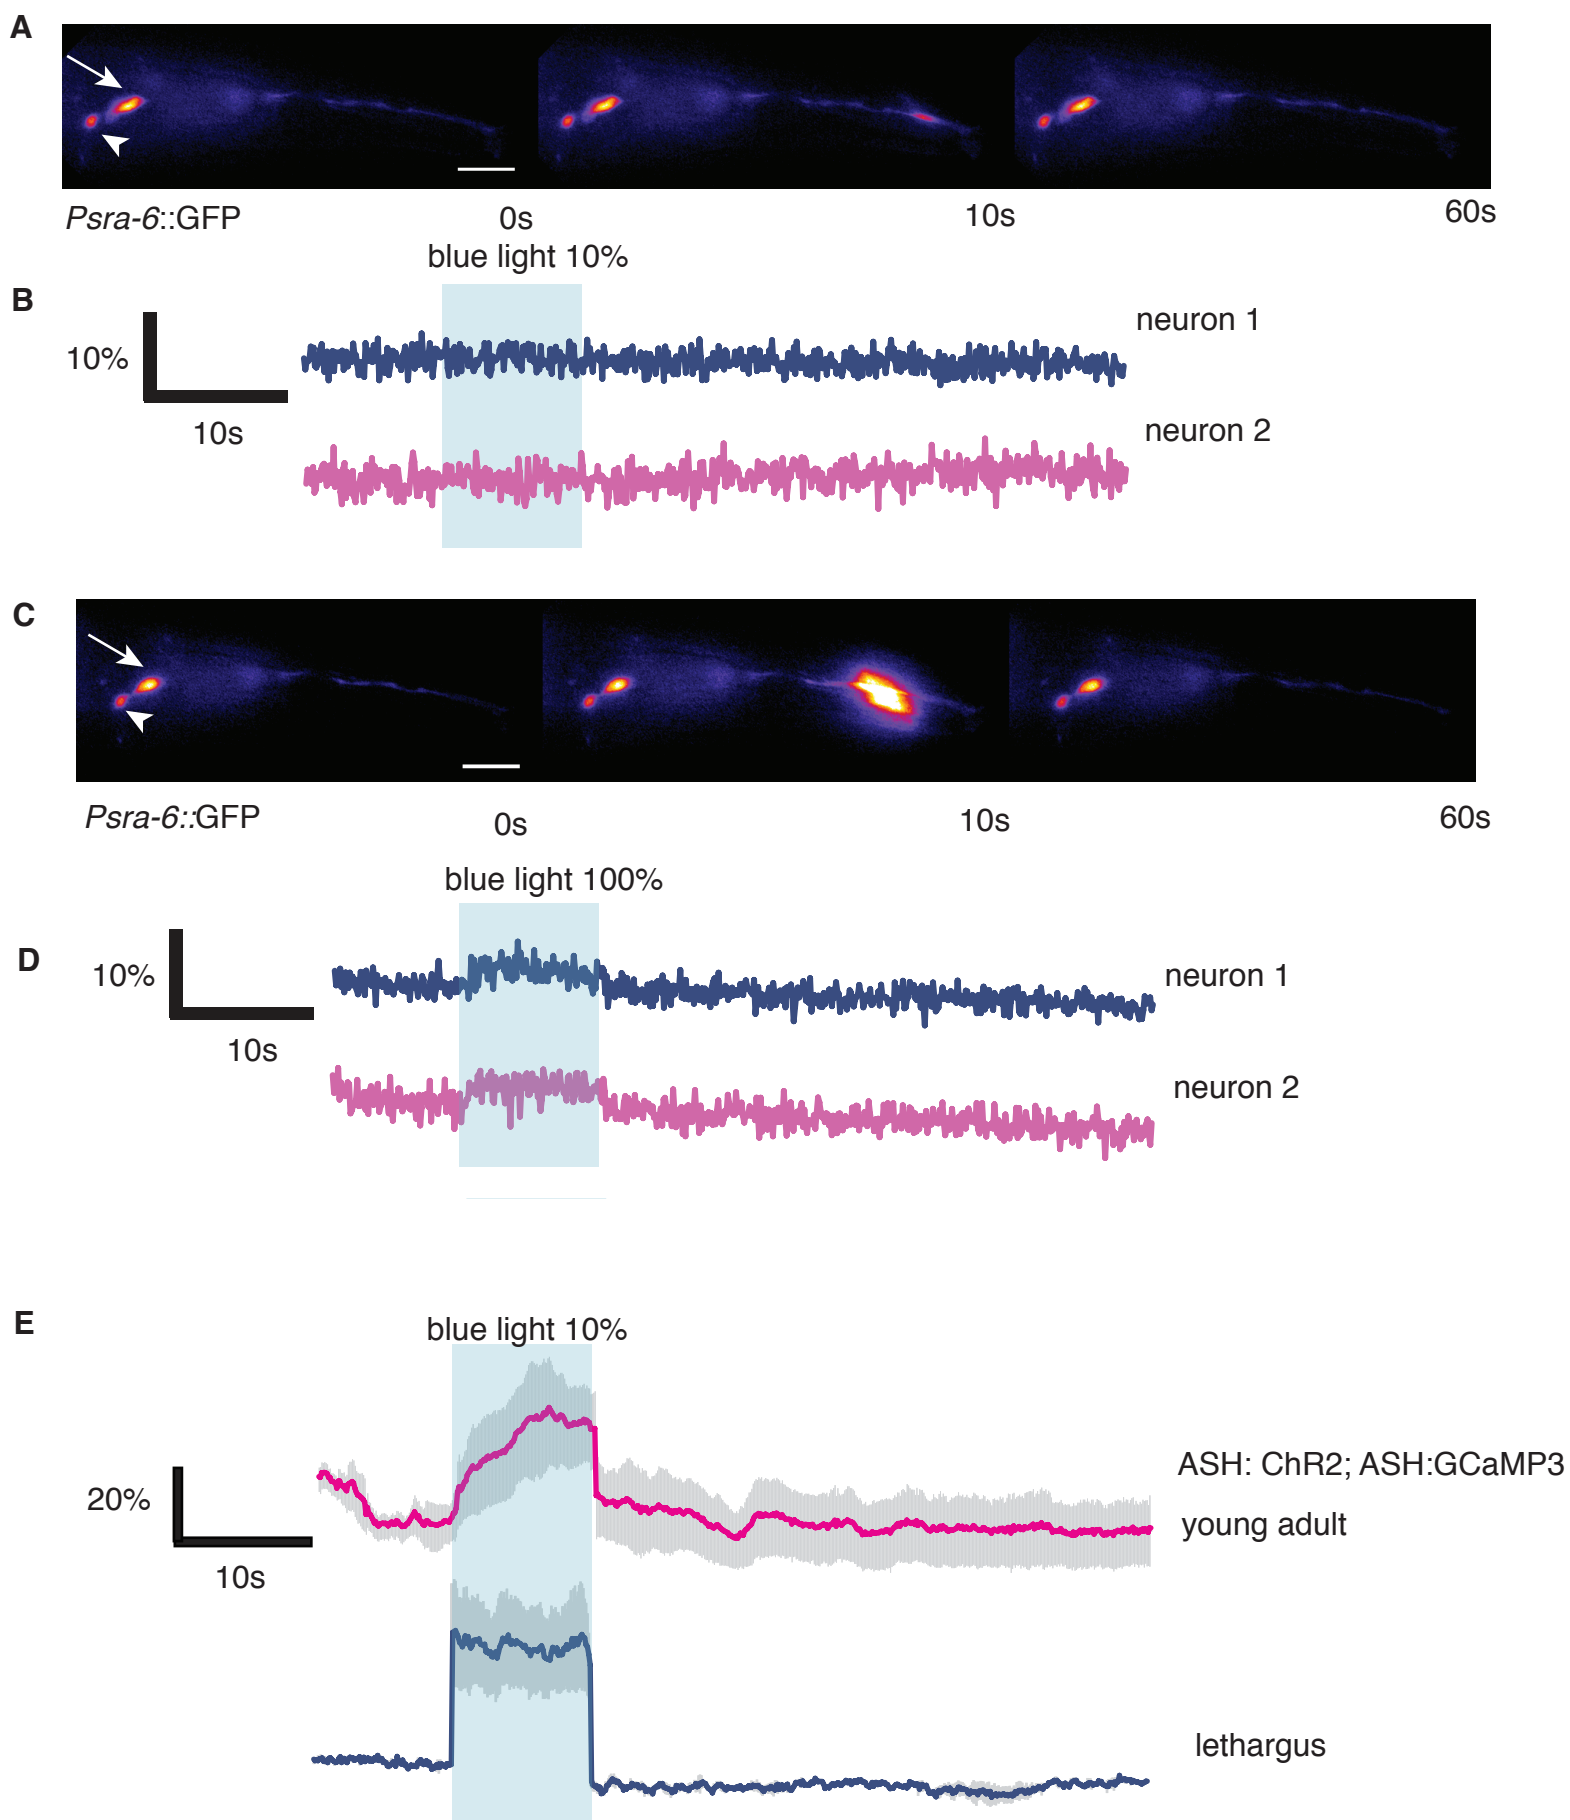 A
Psra-6::GFP
0s
10s
60s
blue light 10%
B
10%
10s
neuron 1
neuron 2
C
Psra-6::GFP
0s
10s
60s
blue light 100%
D
10%
10s
neuron 1
neuron 2
E
blue light 10%
20%
10s
ASH: ChR2; ASH:GCaMP3
young adult
lethargus